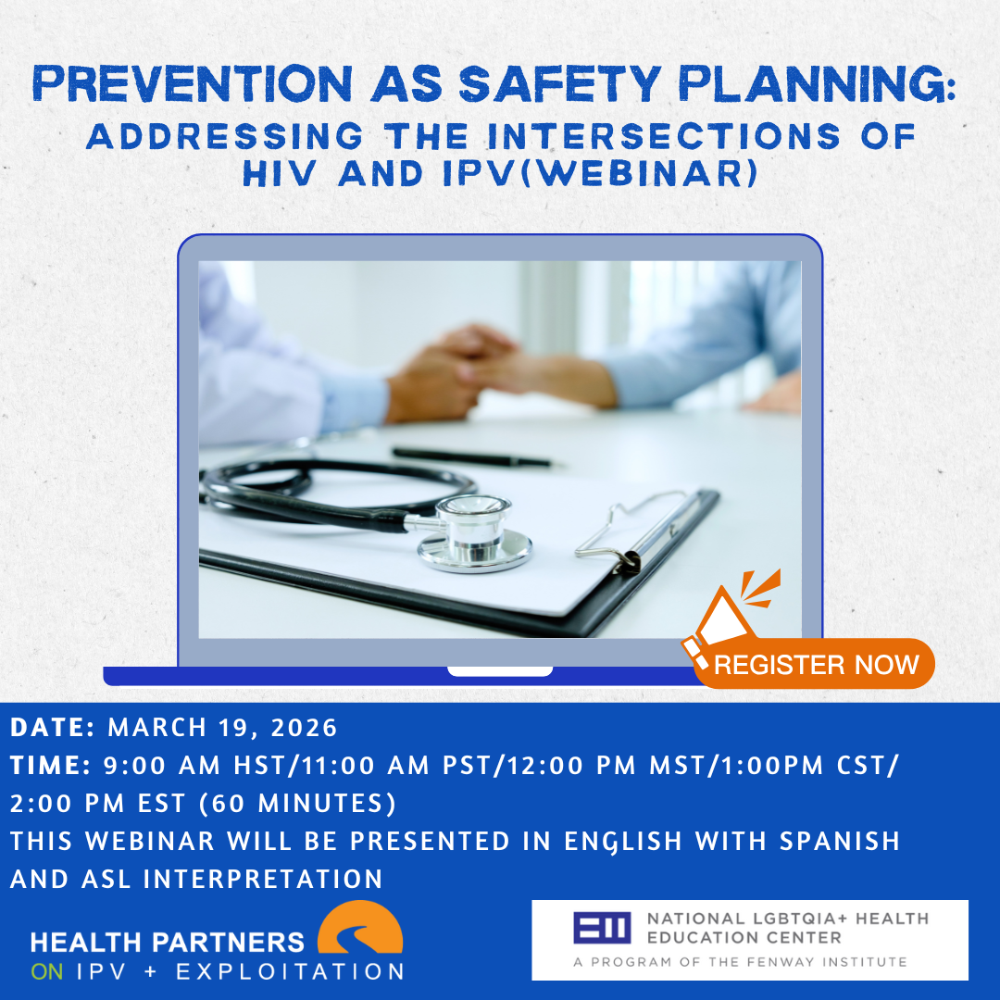 PREVENTION AS SAFETY PLANNING:
ADDRESSING THE INTERSECTIONS OF
HIV AND IPV(WEBINAR)
REGISTER NOW
DATE: MARCH 19, 2026
TIME: 9:00 AM HST/11:00 AM PST/12:00 PM MST/1:00PM CST/
2:00 PM EST (60 MINUTES)
THIS WEBINAR WILL BE PRESENTED IN ENGLISH WITH SPANISH
AND ASL INTERPRETATION
HEALTH PARTNERS
ON IPV + EXPLOITATION
NATIONAL LGBTQIA+ HEALTH
EDUCATION CENTER
A PROGRAM OF THE FENWAY INSTITUTE